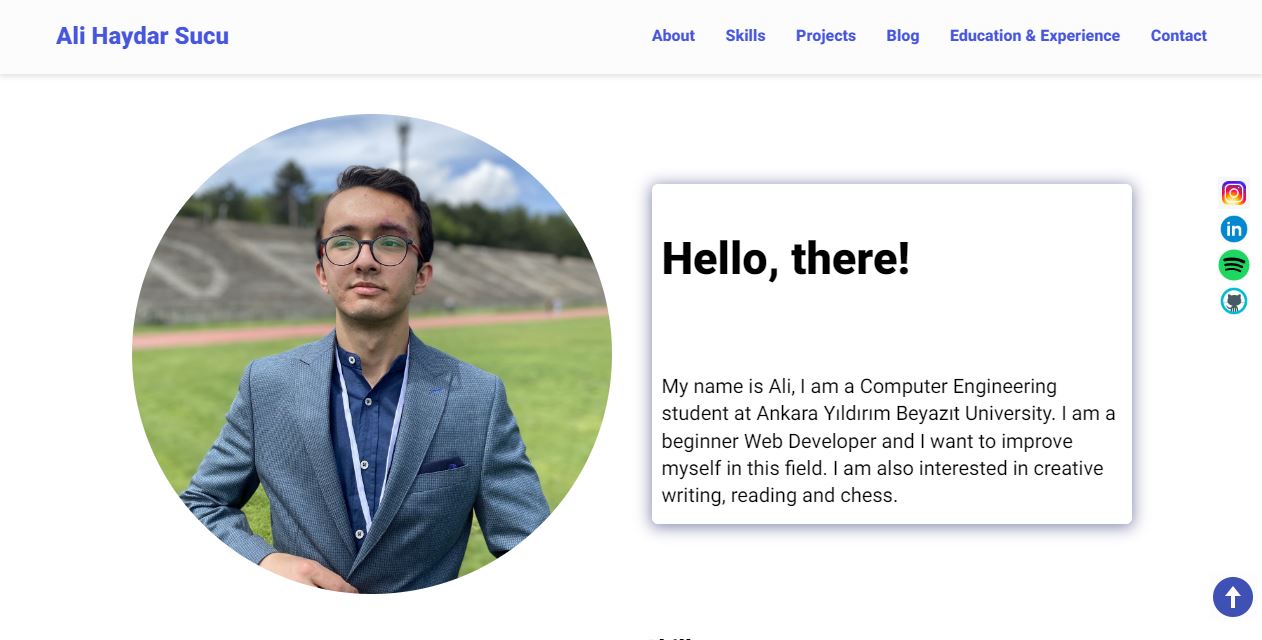 Ali Haydar Sucu
About Skills Projects Blog Education & Experience Contact
Hello, there!
My name is Ali, I am a Computer Engineering
student at Ankara Yıldırım Beyazıt University. I am a
beginner Web Developer and I want to improve
myself in this field. I am also interested in creative
writing, reading and chess.
in